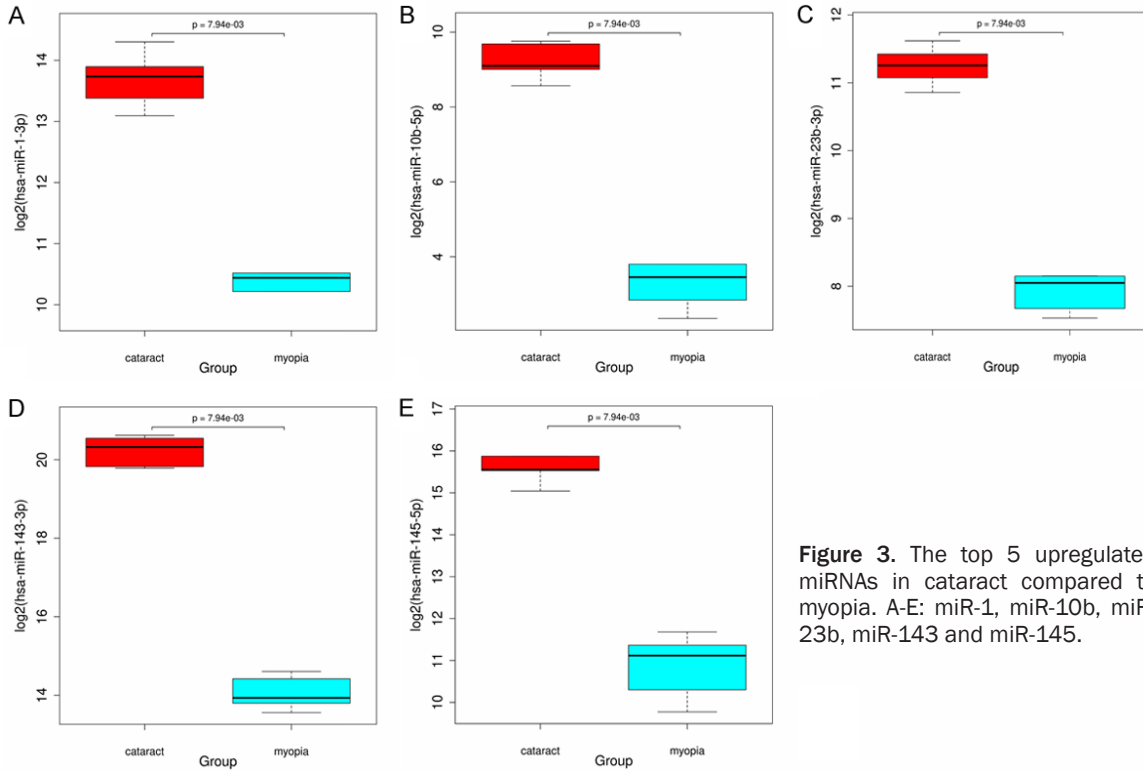 A
p = 7.94e-03
log2(hsa-miR-1-3p)
14
13
12
11
10
cataract
myopia
Group
B
p = 7.94e-03
log2(hsa-miR-10b-5p)
10
8
6
4
cataract
myopia
Group
C
p = 7.94e-03
log2(hsa-miR-23b-3p)
12
11
10
9
8
cataract
myopia
Group
D
p = 7.94e-03
log2(hsa-miR-143-3p)
20
18
16
14
cataract
myopia
Group
E
p = 7.94e-03
log2(hsa-miR-145-5p)
17
16
15
14
13
12
11
10
cataract
myopia
Group
Figure 3. The top 5 upregulate
miRNAs in cataract compared t
myopia. A-E: miR-1, miR-10b, miR
23b, miR-143 and miR-145.